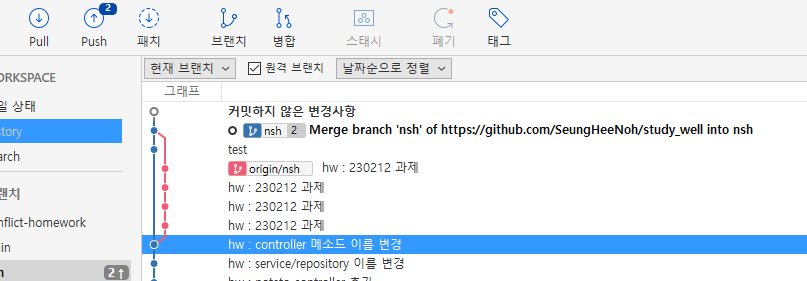 2
Pull Push 패치 브랜치 병합 스태시 폐기 태그
ORKSPACE 현재 브랜치 원격 브랜치 날짜순으로 정렬
그래프
일 상태 커밋하지 않은 변경사항
story nsh 2 Merge branch 'nsh' of https://github.com/SeungHeeNoh/study_well into nsh
arch test
origin/nsh hw : 230212 과제
랜치 hw : 230212 과제
hw : 230212 과제
nflict-homework hw : 230212 과제
in hw : controller 메소드 이름 변경
h 2↑ hw : service/repository 이름 변경